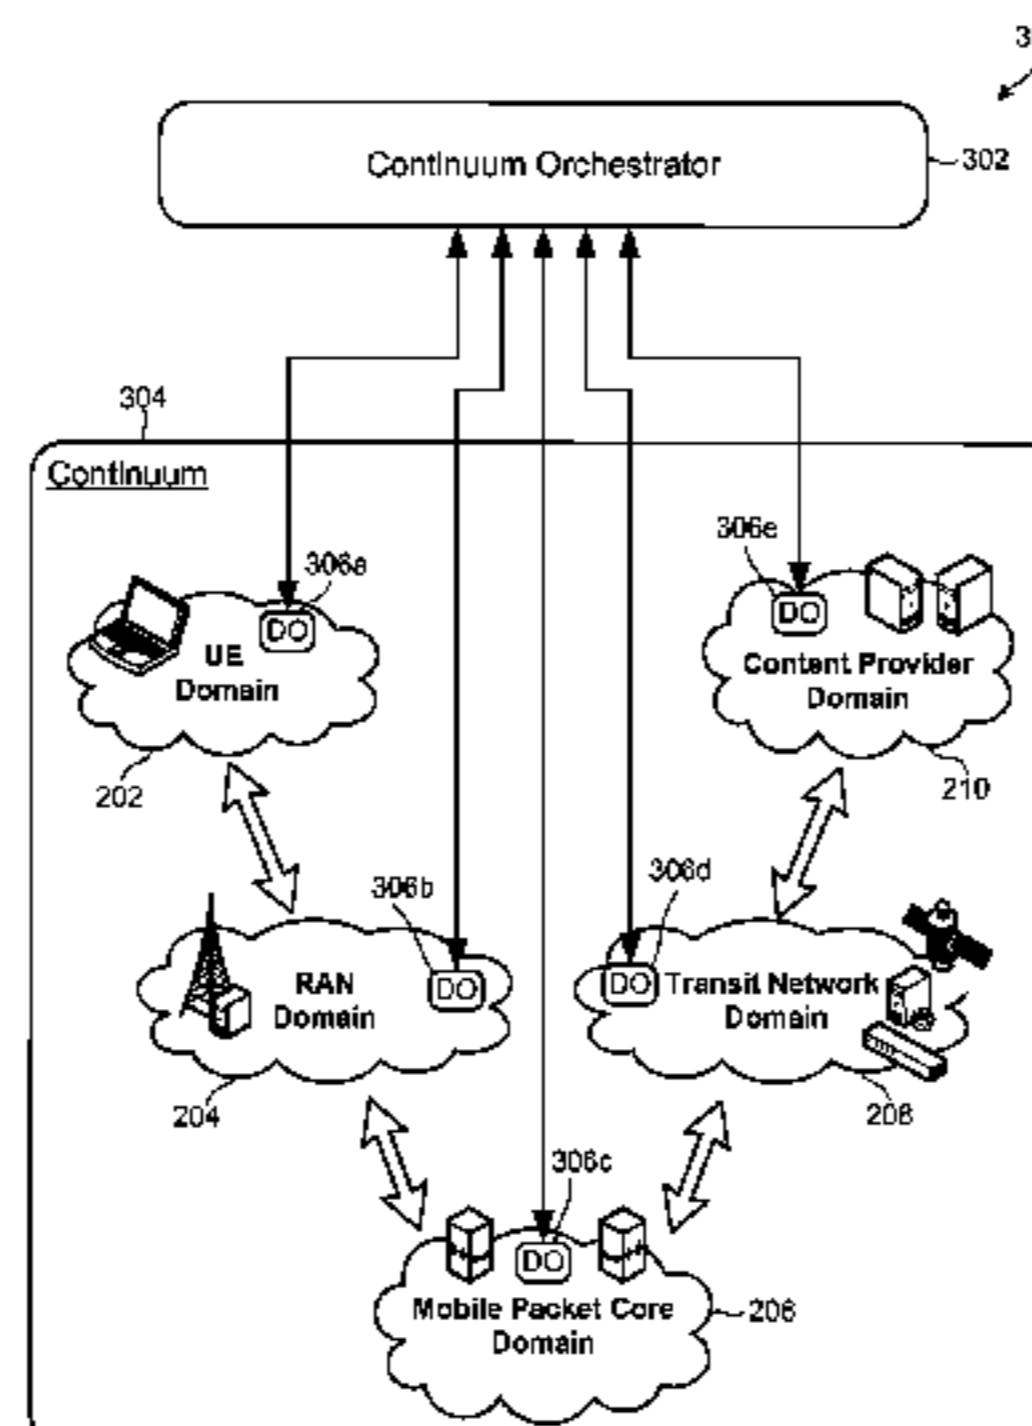 3
Continuum Orchestrator
302
304
Continuum
306a
306e
DO
DO
UE
Domain
Content Provider
Domain
202
210
306b
306d
RAN
Domain
DO
DO
Transit Network
Domain
204
208
306c
DO
Mobile Packet Core
Domain
206